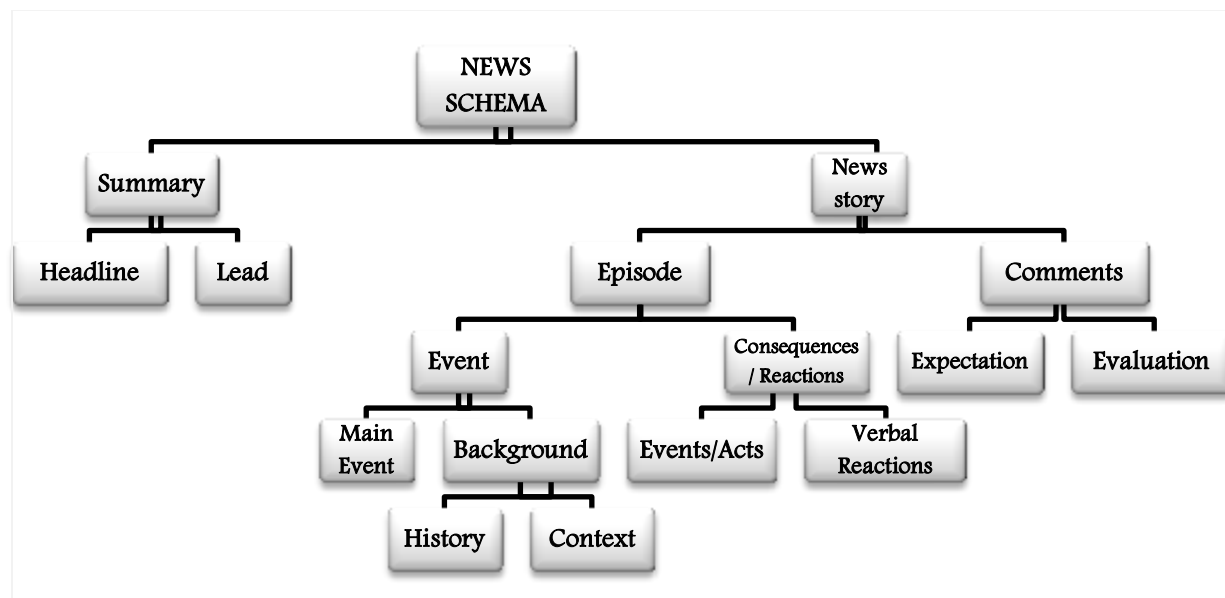 NEWS
SCHEMA
Summary
News
story
Headline
Lead
Episode
Comments
Event
Consequences
/ Reactions
Expectation
Evaluation
Main
Event
Background
Events/Acts
Verbal
Reactions
History
Context